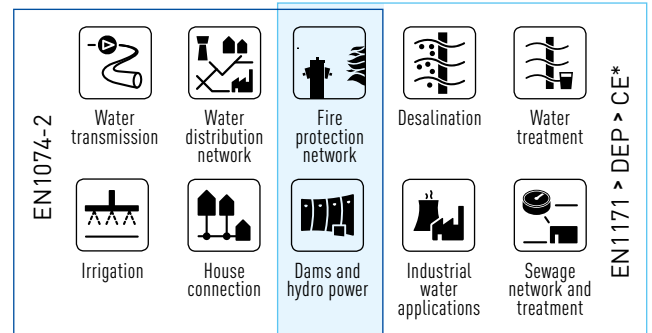 EN1074-2
Water
transmission
Water
distribution
network
Fire
protection
network
Desalination
Water
treatment
Irrigation
House
connection
Dams and
hydro power
Industrial
water
applications
Sewage
network and
treatment
EN1171 > DEP > CE*